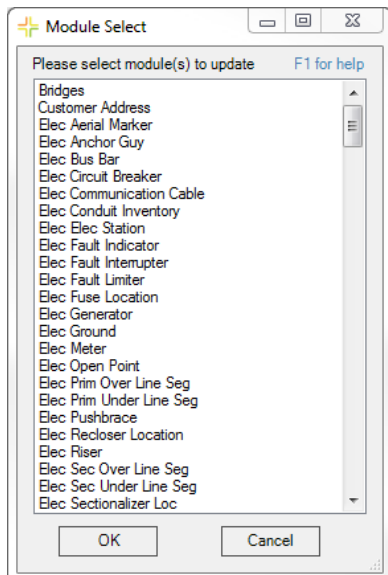 Module Select
Please select module(s) to update F1 for help
Bridges
Customer Address
Elec Aerial Marker
Elec Anchor Guy
Elec Bus Bar
Elec Circuit Breaker
Elec Communication Cable
Elec Conduit Inventory
Elec Elec Station
Elec Fault Indicator
Elec Fault Interrupter
Elec Fault Limiter
Elec Fuse Location
Elec Generator
Elec Ground
Elec Meter
Elec Open Point
Elec Prim Over Line Seg
Elec Prim Under Line Seg
Elec Pushbrace
Elec Recloser Location
Elec Riser
Elec Sec Over Line Seg
Elec Sec Under Line Seg
Elec Sectionalizer Loc
OK Cancel